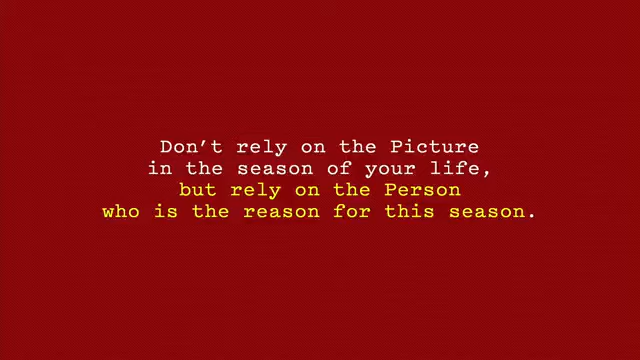 Don't rely on the Picture
in the season of your life,
but rely on the Person
who is the reason for this season.